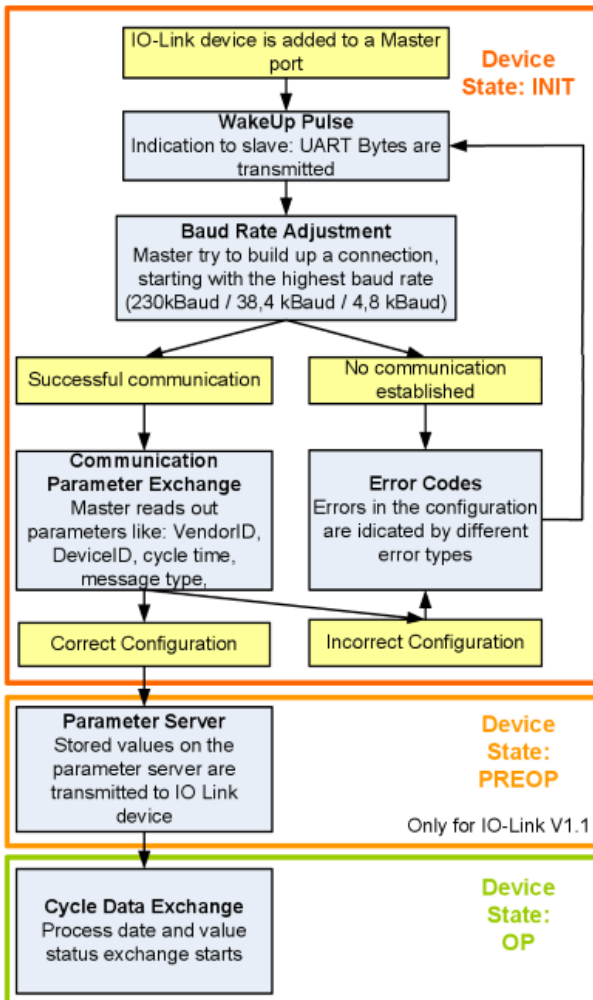 IO-Link device is added to a Master
port
Device
State: INIT
WakeUp Pulse
Indication to slave: UART Bytes are
transmitted
Baud Rate Adjustment
Master try to build up a connection,
starting with the highest baud rate
(230kBaud / 38,4 kBaud / 4,8 kBaud)
Successful communication
No communication
established
Communication
Parameter Exchange
Master reads out
parameters like: VendorID,
DeviceID, cycle time,
message type,
Error Codes
Errors in the configuration
are idicated by different
error types
Correct Configuration
Incorrect Configuration
Parameter Server
Stored values on the
parameter server are
transmitted to IO Link
device
Device
State:
PREOP
Only for IO-Link V1.1
Cycle Data Exchange
Process date and value
status exchange starts
Device
State:
OP